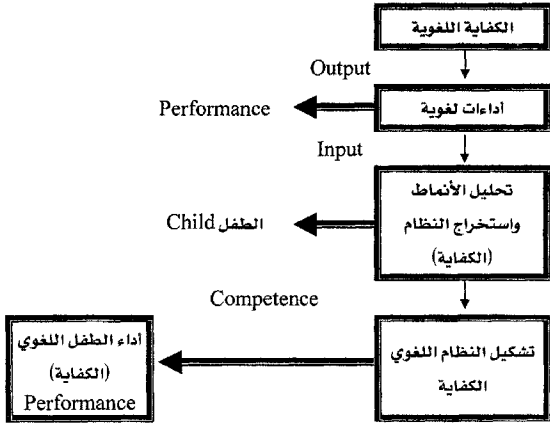 الكفاية اللغوية
Output
أداءات لغوية
Performance
Input
تحليل الأنماط
واستخراج النظام
(الكفاية)
الطفل Child
Competence
تشكيل النظام اللغوي
الكفاية
أداء الطفل اللغوي
(الكفاية)
Performance